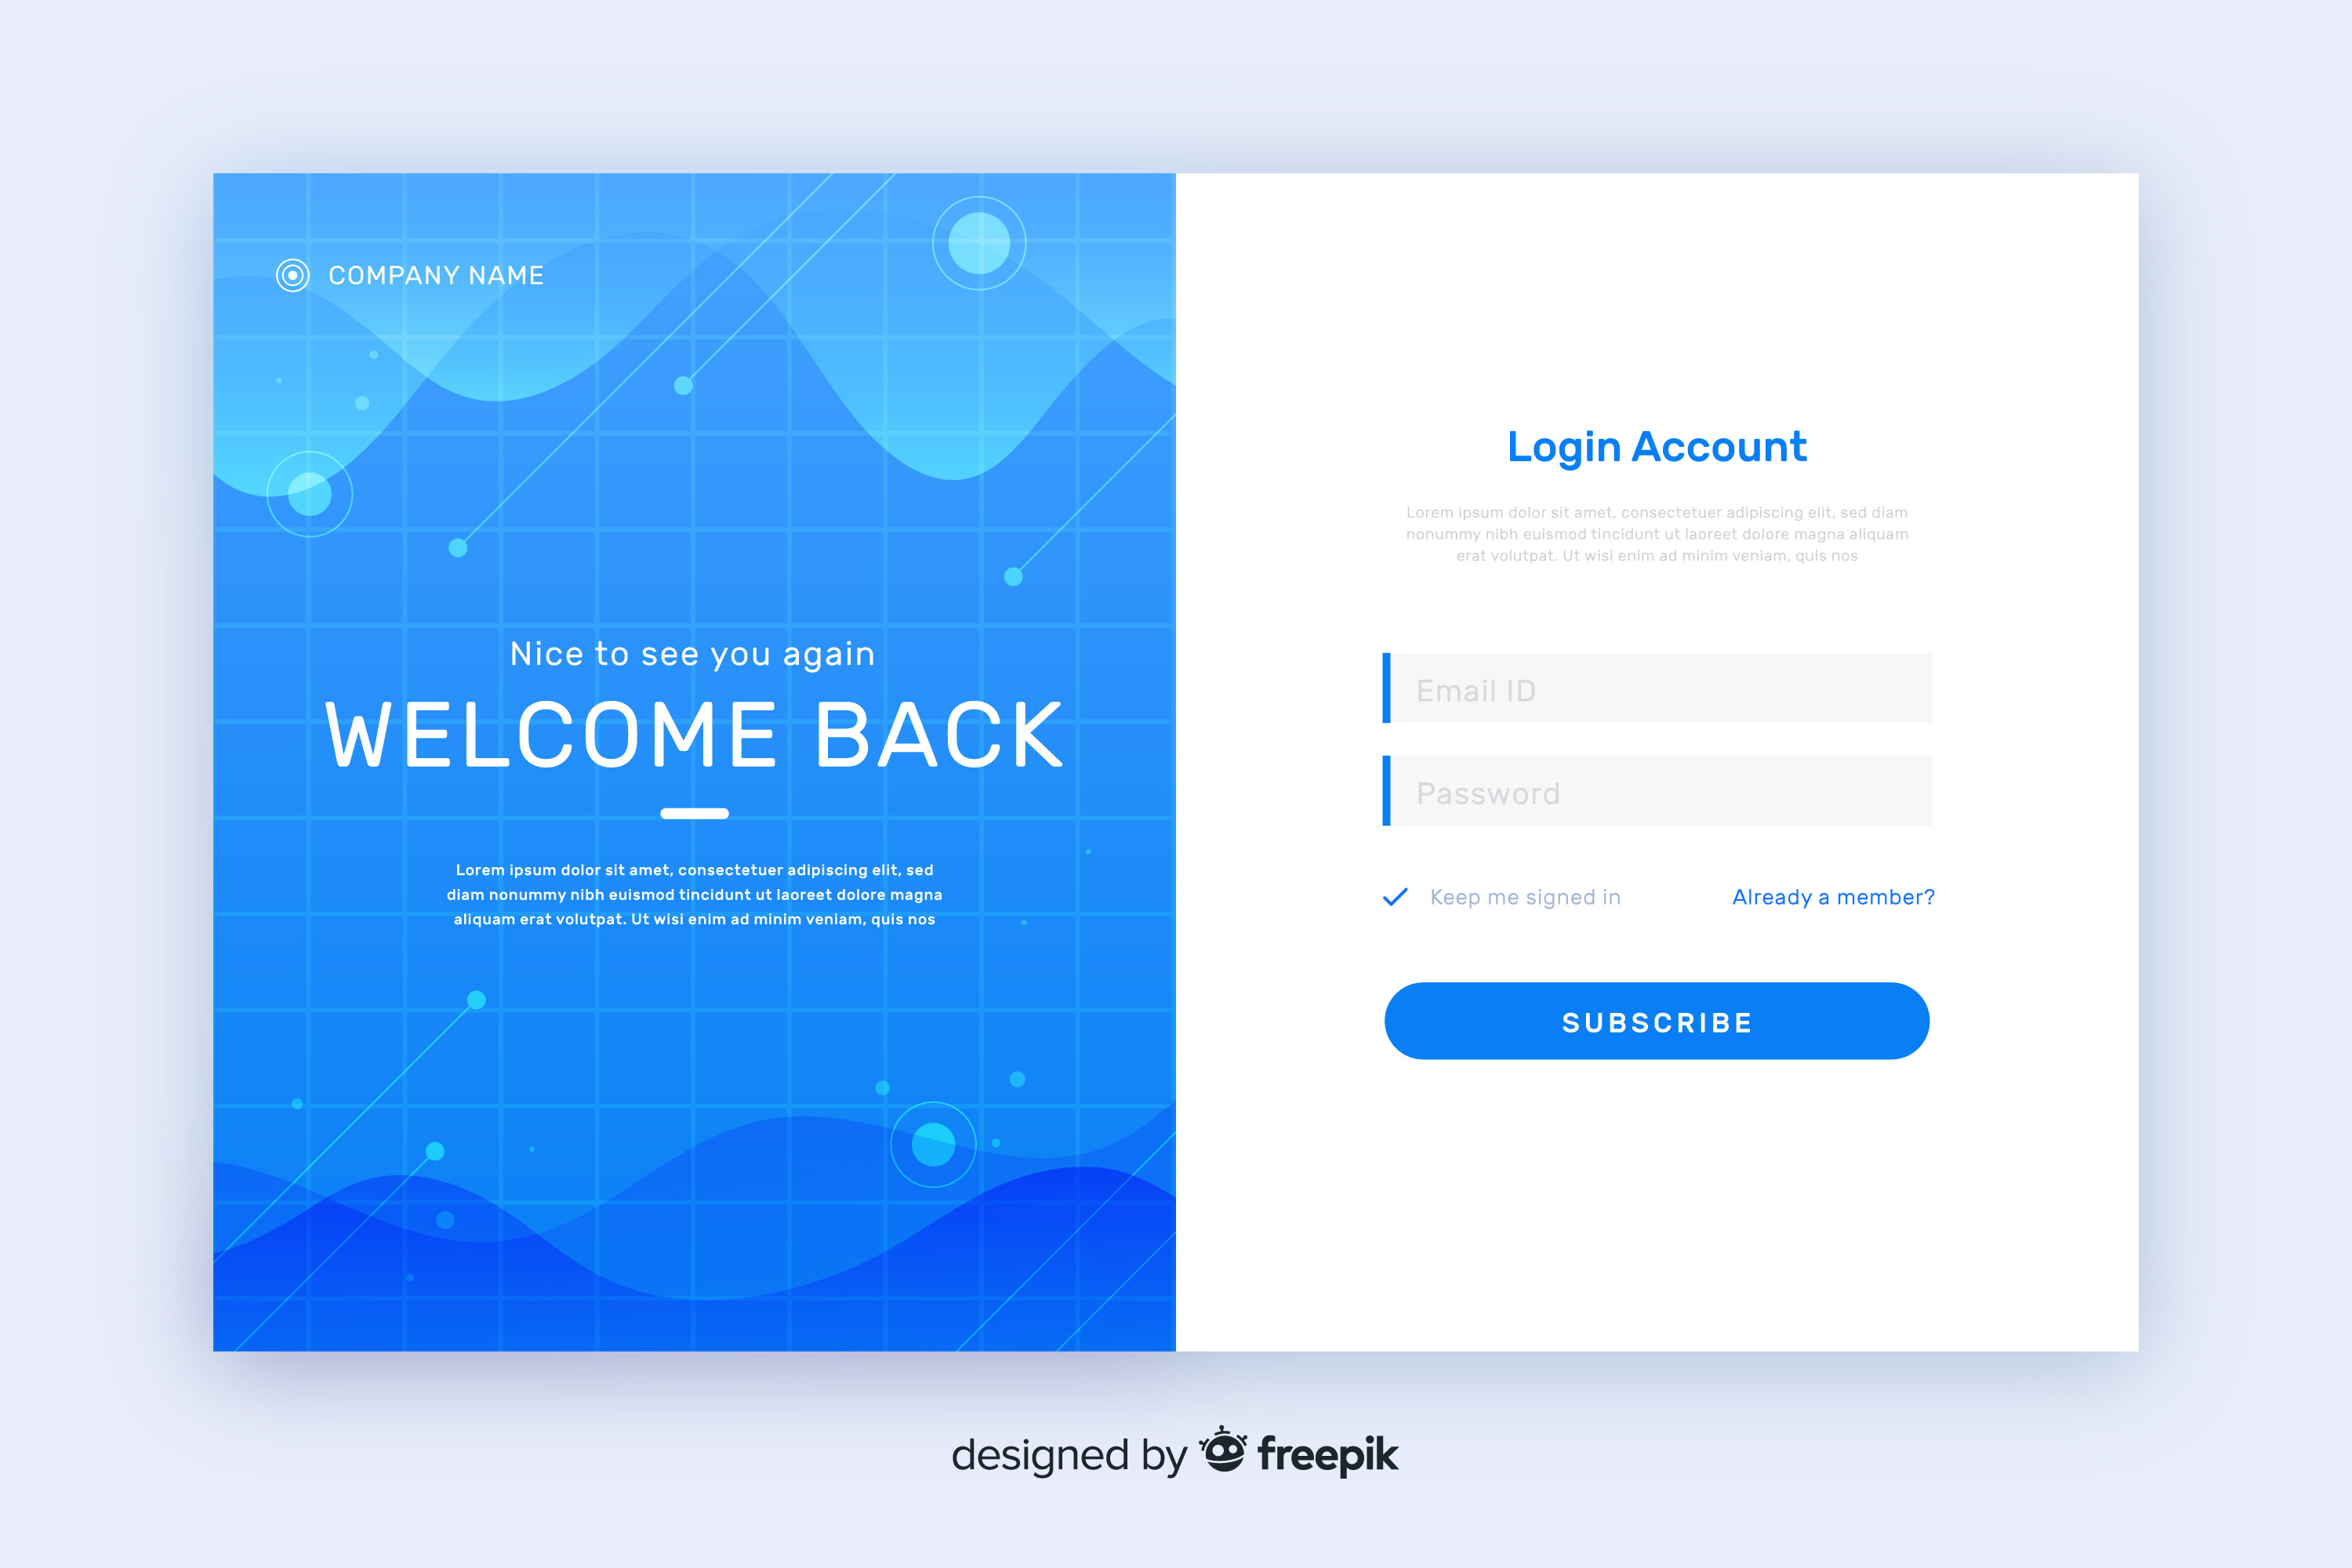 COMPANY NAME
Nice to see you again
WELCOME BACK
Lorem ipsum dolor sit amet, consectetuer adipiscing elit, sed
diam nonummy nibh euismod tincidunt ut laoreet dolore magna
aliquam erat volutpat. Ut wisi enim ad minim veniam, quis nos
Login Account
Lorem ipsum dolor sit amet, consectetuer adipiscing elit, sed diam
nonummy nibh euismod tincidunt ut laoreet dolore magna aliquam
erat volutpat. Ut wisi enim ad minim veniam, quis nos
Email ID
Password
Keep me signed in
Already a member?
SUBSCRIBE
designed by freepik